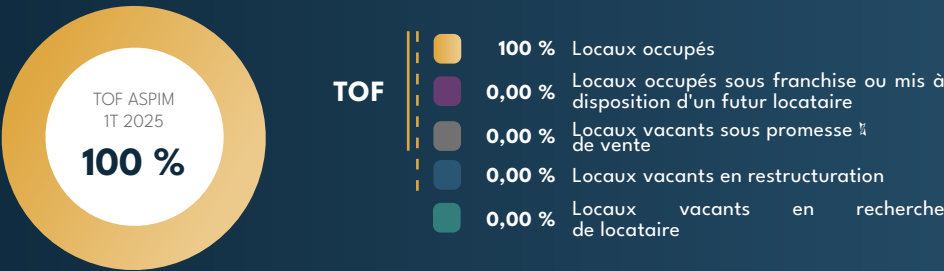 TOF ASPIM
1T 2025
100 %
TOF
100 % Locaux occupés
0,00 % Locaux occupés sous franchise ou mis à
disposition d'un futur locataire
0,00 % Locaux vacants sous promesse
de vente
0,00 % Locaux vacants en restructuration
0,00 % Locaux vacants en recherche
de locataire